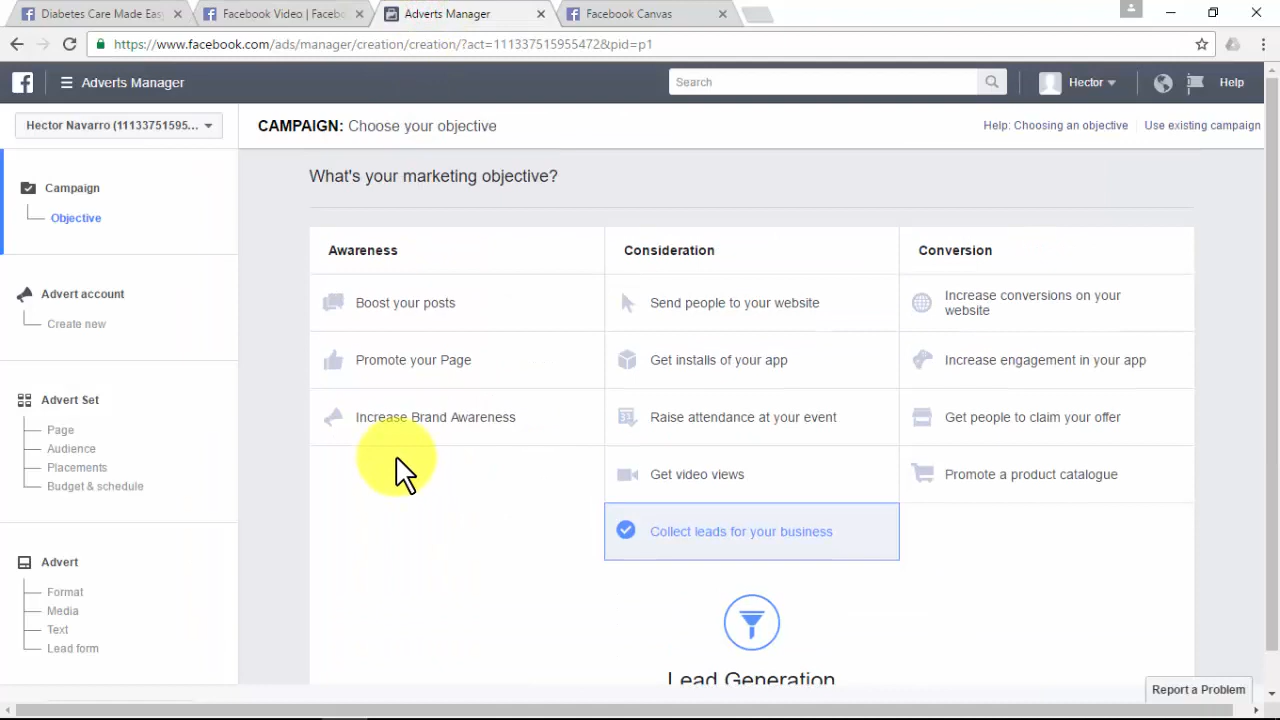 Diabetes Care Made Easy
Facebook Video | Facebo
Adverts Manager
Facebook Canvas
https://www.facebook.com/ads/manager/creation/creation/?act=111337515955472&pid=p1
Adverts Manager
Search
Hector
Help
Hector Navarro (11133751595...
CAMPAIGN: Choose your objective
Help: Choosing an objective
Use existing campaign
Campaign
Objective
Advert account
Create new
Advert Set
Page
Audience
Placements
Budget & schedule
Advert
Format
Media
Text
Lead form
What's your marketing objective?
Awareness
Boost your posts
Promote your Page
Increase Brand Awareness
Consideration
Send people to your website
Get installs of your app
Raise attendance at your event
Get video views
Collect leads for your business
Conversion
Increase conversions on your
website
Increase engagement in your app
Get people to claim your offer
Promote a product catalogue
Lead Generation
Report a Problem